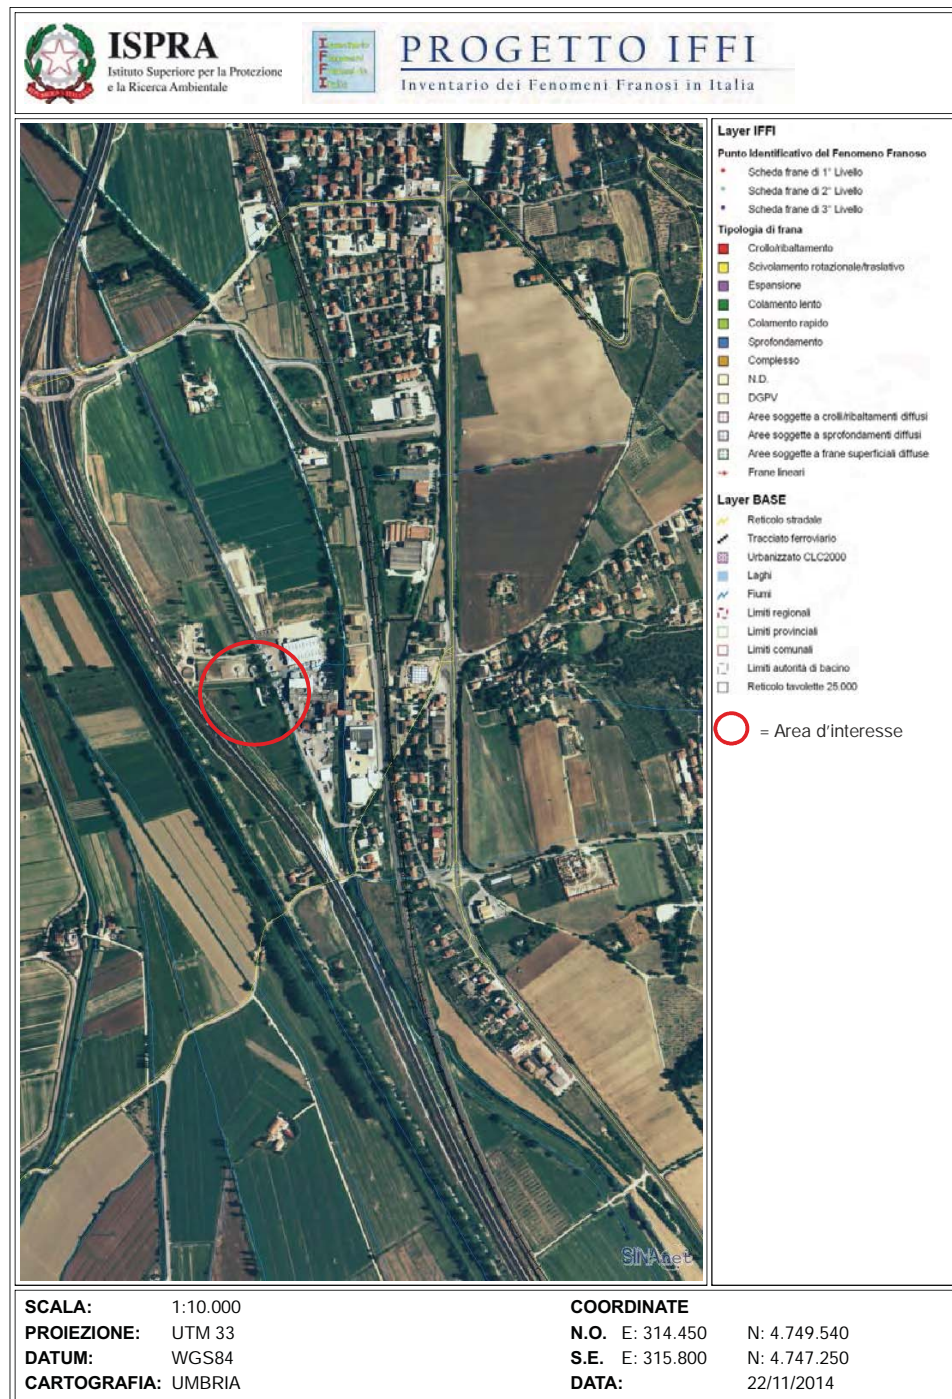 ISPRA
Istituto Superiore per la Protezione
e la Ricerca Ambientale
PROGETTO IFFI
Inventario dei Fenomeni Franosi in Italia
Layer IFFI
Punto Identificativo del Fenomeno Franoso
Scheda frane di 1° Livello
Scheda frane di 2° Livello
Scheda frane di 3° Livello
Tipologia di frana
Crollo/ribaltamento
Scivolamento rotazionale/traslativo
Espansione
Colamento lento
Colamento rapido
Sprofondamento
Complesso
N.D.
DGPV
Aree soggette a crolli/ribaltamenti diffusi
Aree soggette a sprofondamenti diffusi
Aree soggette a frane superficiali diffuse
Frane lineari
Layer BASE
Reticolo stradale
Tracciato ferroviario
Urbanizzato CLC2000
Laghi
Fiumi
Limiti regionali
Limiti provinciali
Limiti comunali
Limiti autorità di bacino
Reticolo tavolette 25.000
= Area d'interesse
SINAnet
SCALA: 1:10.000
PROIEZIONE: UTM 33
DATUM: WGS84
CARTOGRAFIA: UMBRIA
COORDINATE
N.O. E: 314.450 N: 4.749.540
S.E. E: 315.800 N: 4.747.250
DATA: 22/11/2014